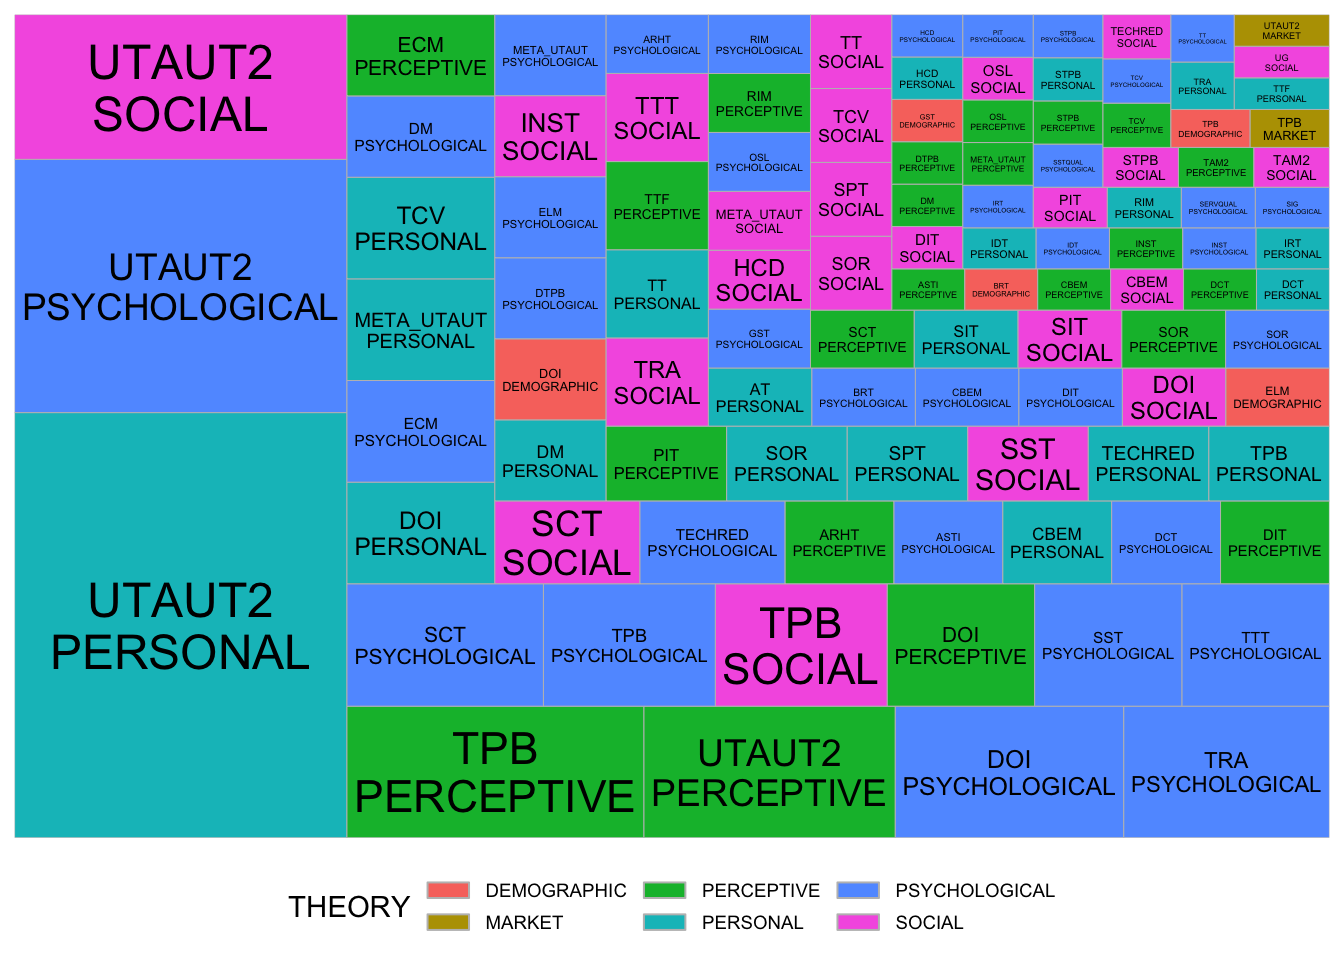 UTAUT2
SOCIAL
UTAUT2
PSYCHOLOGICAL
UTAUT2
PERSONAL
ECM
PERCEPTIVE
DM
PSYCHOLOGICAL
TCV
PERSONAL
META_UTAUT
PERSONAL
ECM
PSYCHOLOGICAL
DOI
PERSONAL
META_UTAUT
PSYCHOLOGICAL
INST
SOCIAL
ELM
PSYCHOLOGICAL
DTPB
PSYCHOLOGICAL
DOI
DEMOGRAPHIC
DM
PERSONAL
ARHT
PSYCHOLOGICAL
TTT
SOCIAL
TTF
PERCEPTIVE
TT
PERSONAL
TRA
SOCIAL
RIM
PSYCHOLOGICAL
RIM
PERCEPTIVE
OSL
PSYCHOLOGICAL
META_UTAUT
SOCIAL
HCD
SOCIAL
GST
PSYCHOLOGICAL
AT
PERSONAL
TT
SOCIAL
TCV
SOCIAL
SPT
SOCIAL
SOR
SOCIAL
HCD
PSYCHOLOGICAL
PIT
PSYCHOLOGICAL
STPB
PSYCHOLOGICAL
TECHRED
SOCIAL
TT
PSYCHOLOGICAL
UTAUT2
MARKET
UG
SOCIAL
HCD
PERSONAL
OSL
SOCIAL
STPB
PERSONAL
TCV
PSYCHOLOGICAL
TRA
PERSONAL
TTF
PERSONAL
GST
DEMOGRAPHIC
OSL
PERCEPTIVE
STPB
PERCEPTIVE
TCV
PERCEPTIVE
TPB
DEMOGRAPHIC
TPB
MARKET
DTPB
PERCEPTIVE
META_UTAUT
PERCEPTIVE
SSTQUAL
PSYCHOLOGICAL
STPB
SOCIAL
TAM2
PERCEPTIVE
TAM2
SOCIAL
DM
PERCEPTIVE
IRT
PSYCHOLOGICAL
PIT
SOCIAL
RIM
PERSONAL
SERVQUAL
PSYCHOLOGICAL
SIG
PSYCHOLOGICAL
DIT
SOCIAL
IDT
PERSONAL
IDT
PSYCHOLOGICAL
INST
PERCEPTIVE
INST
PSYCHOLOGICAL
IRT
PERSONAL
ASTI
PERCEPTIVE
BRT
DEMOGRAPHIC
CBEM
PERCEPTIVE
CBEM
SOCIAL
DCT
PERCEPTIVE
DCT
PERSONAL
SCT
PERCEPTIVE
SIT
PERSONAL
SIT
SOCIAL
SOR
PERCEPTIVE
SOR
PSYCHOLOGICAL
BRT
PSYCHOLOGICAL
CBEM
PSYCHOLOGICAL
DIT
PSYCHOLOGICAL
DOI
SOCIAL
ELM
DEMOGRAPHIC
PIT
PERCEPTIVE
SOR
PERSONAL
SPT
PERSONAL
SST
SOCIAL
TECHRED
PERSONAL
TPB
PERSONAL
SCT
SOCIAL
TECHRED
PSYCHOLOGICAL
ARHT
PERCEPTIVE
ASTI
PSYCHOLOGICAL
CBEM
PERSONAL
DCT
PSYCHOLOGICAL
DIT
PERCEPTIVE
SCT
PSYCHOLOGICAL
TPB
PSYCHOLOGICAL
TPB
SOCIAL
DOI
PERCEPTIVE
SST
PSYCHOLOGICAL
TTT
PSYCHOLOGICAL
TPB
PERCEPTIVE
UTAUT2
PERCEPTIVE
DOI
PSYCHOLOGICAL
TRA
PSYCHOLOGICAL
THEORY
DEMOGRAPHIC
MARKET
PERCEPTIVE
PERSONAL
PSYCHOLOGICAL
SOCIAL